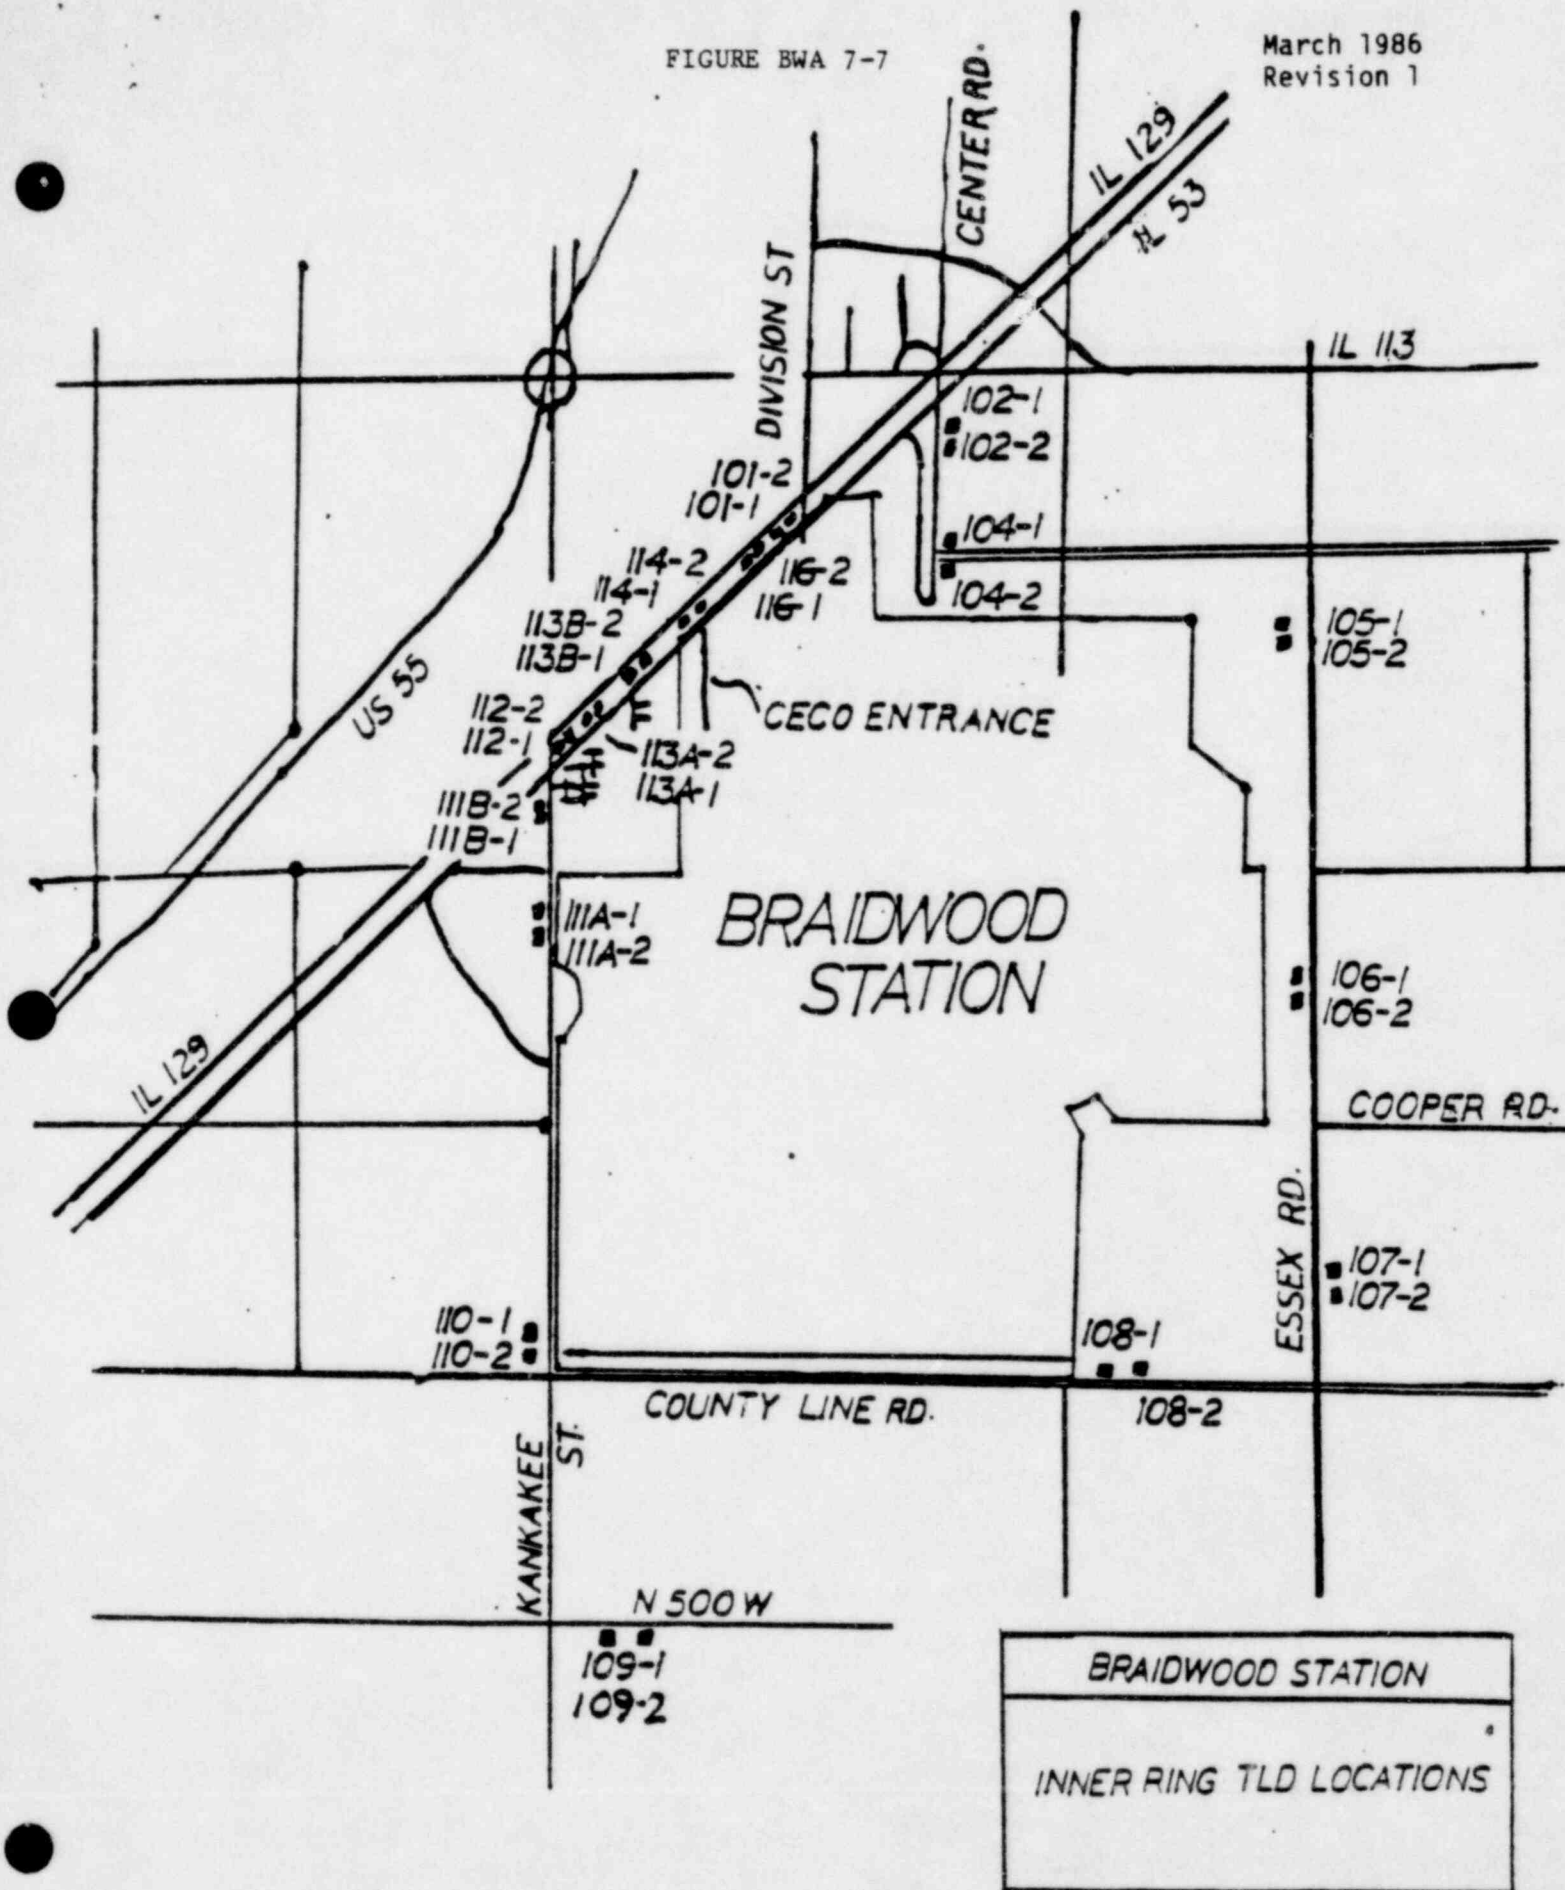 FIGURE BWA 7-7
March 1986
Revision 1
CENTER RD.
IL 129
IL 53
DIVISION ST
IL 113
102-1
102-2
101-2
101-1
104-1
104-2
114-2
114-1
116-2
116-1
113B-2
113B-1
105-1
105-2
US 55
112-2
112-1
CECO ENTRANCE
113A-2
113A-1
111B-2
111B-1
BRAIDWOOD
STATION
111A-1
111A-2
106-1
106-2
IL 129
COOPER RD.
ESSEX RD.
107-1
107-2
110-1
110-2
108-1
108-2
COUNTY LINE RD.
KANKAKEE ST.
N 500 W
109-1
109-2
BRAIDWOOD STATION
INNER RING TLD LOCATIONS